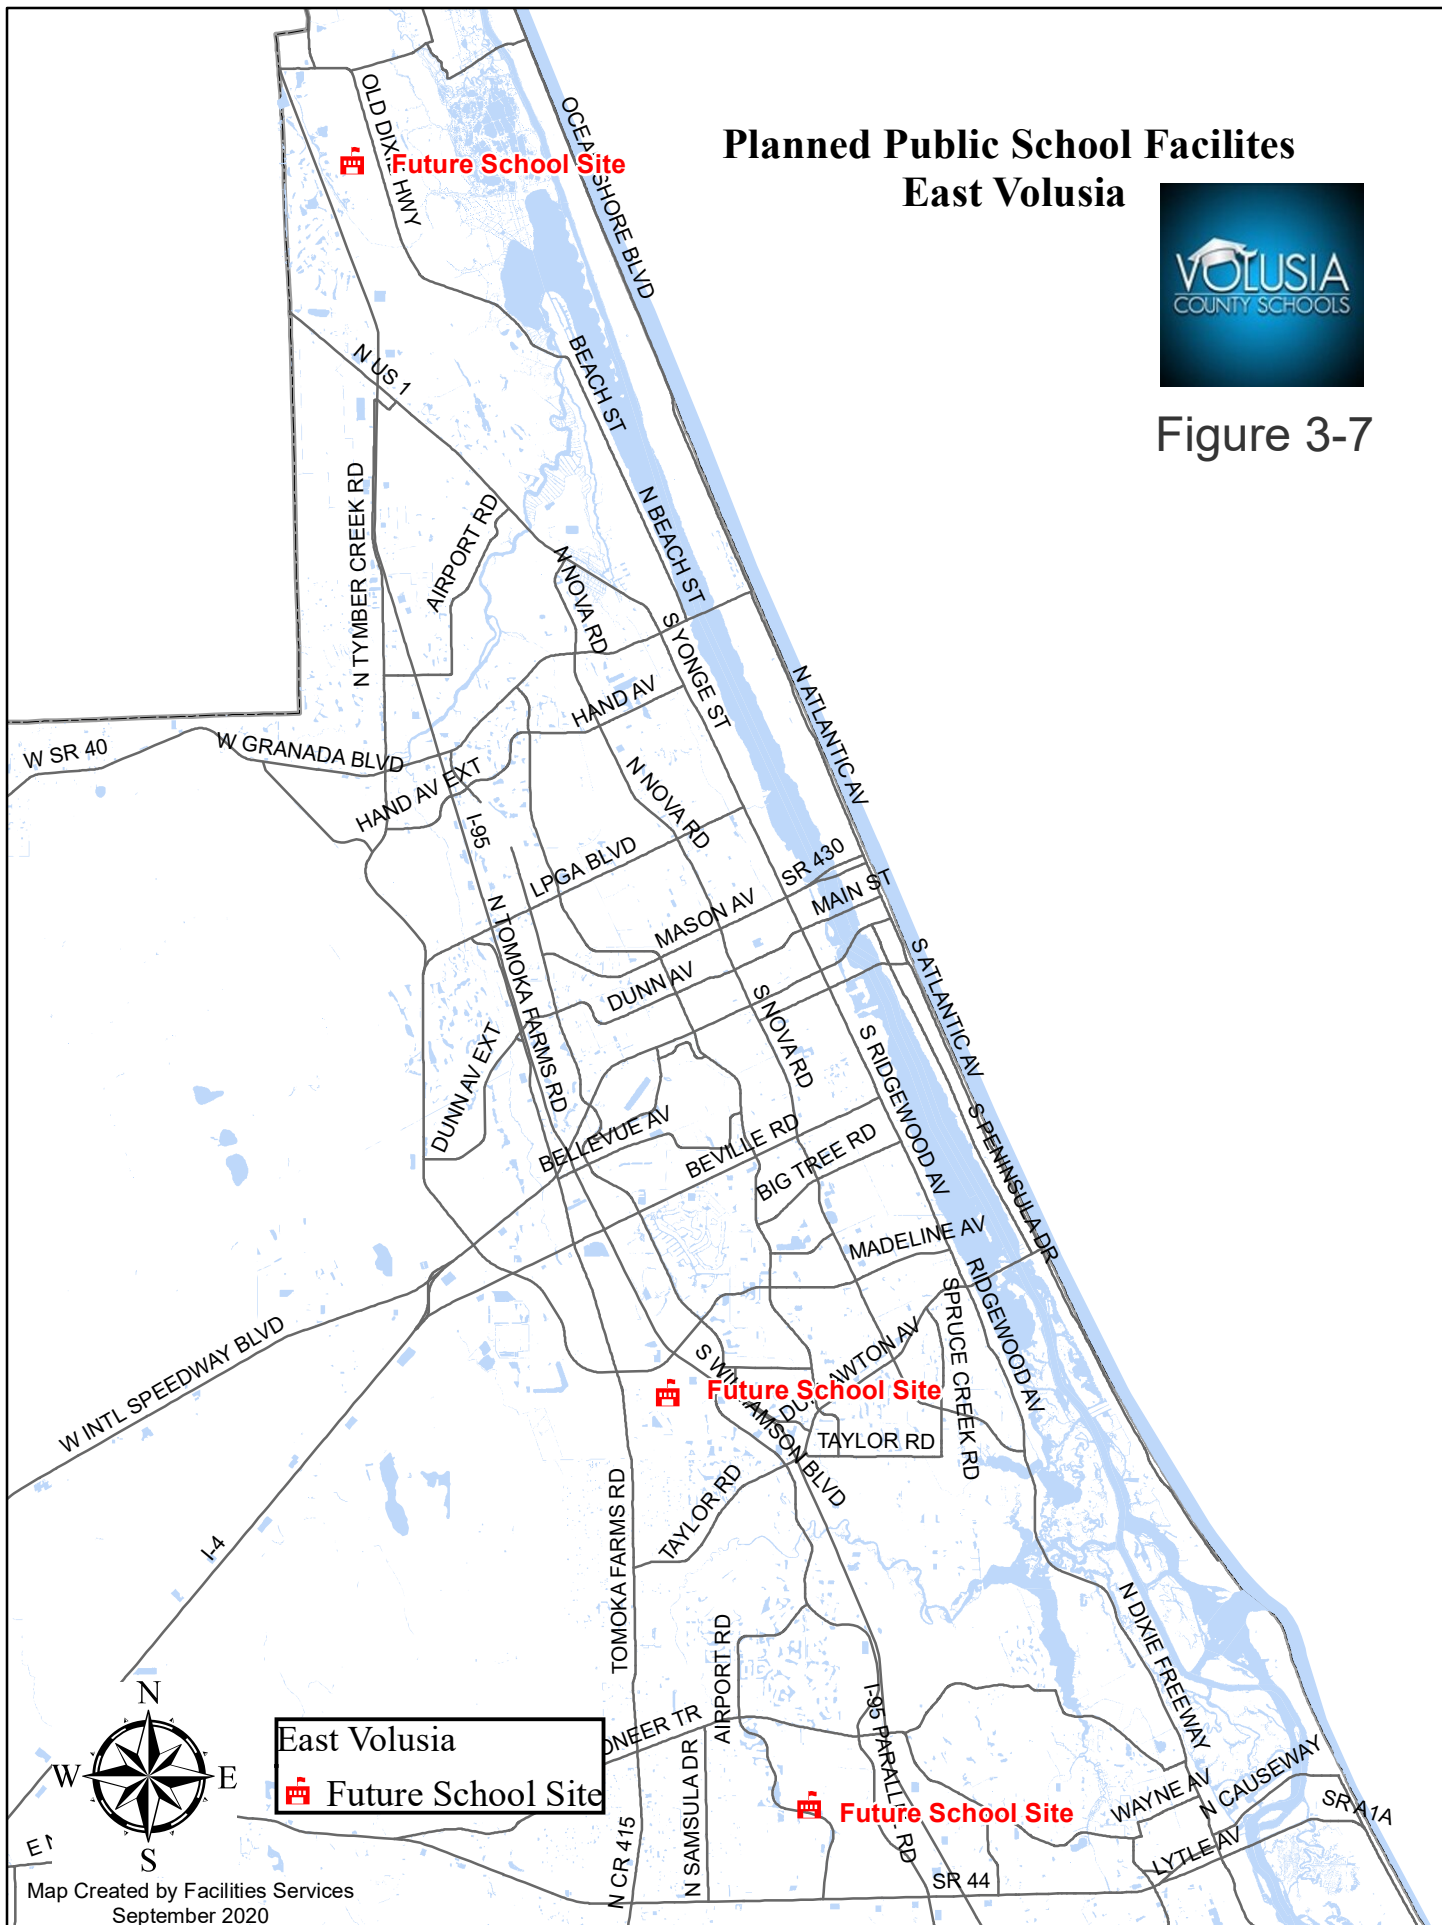 Planned Public School Facilites
East Volusia
VOLUSIA
COUNTY SCHOOLS
Figure 3-7
OLD DIXIE HWY
OCEAN SHORE BLVD
Future School Site
N US 1
BEACH ST
N TYMBER CREEK RD
AIRPORT RD
N BEACH ST
N NOVA RD
S YONGE ST
HAND AV
N ATLANTIC AV
W SR 40
W GRANADA BLVD
HAND AV EXT
I-95
N NOVA RD
LPGA BLVD
SR 430
MASON AV
MAIN ST
N TOMOKA FARMS RD
DUNN AV
S ATLANTIC AV
S NOVA RD
DUNN AV EXT
S RIDGEWOOD AV
BELLEVUE AV
BEVILLE RD
BIG TREE RD
S PENINSULA DR
MADELINE AV
RIDGEWOOD AV
SPRUCE CREEK RD
W INTL SPEEDWAY BLVD
S WILLIAMSON BLVD
Future School Site
DUNLAWTON AV
TAYLOR RD
TAYLOR RD
TOMOKA FARMS RD
I-4
N DIXIE FREEWAY
AIRPORT RD
I-95 PARALLEL RD
ONEER TR
N SAMSULA DR
Future School Site
WAYNE AV
N CAUSEWAY
SR A1A
LYTLE AV
SR 44
N CR 415
N
W E
S
East Volusia
Future School Site
E
Map Created by Facilities Services
September 2020